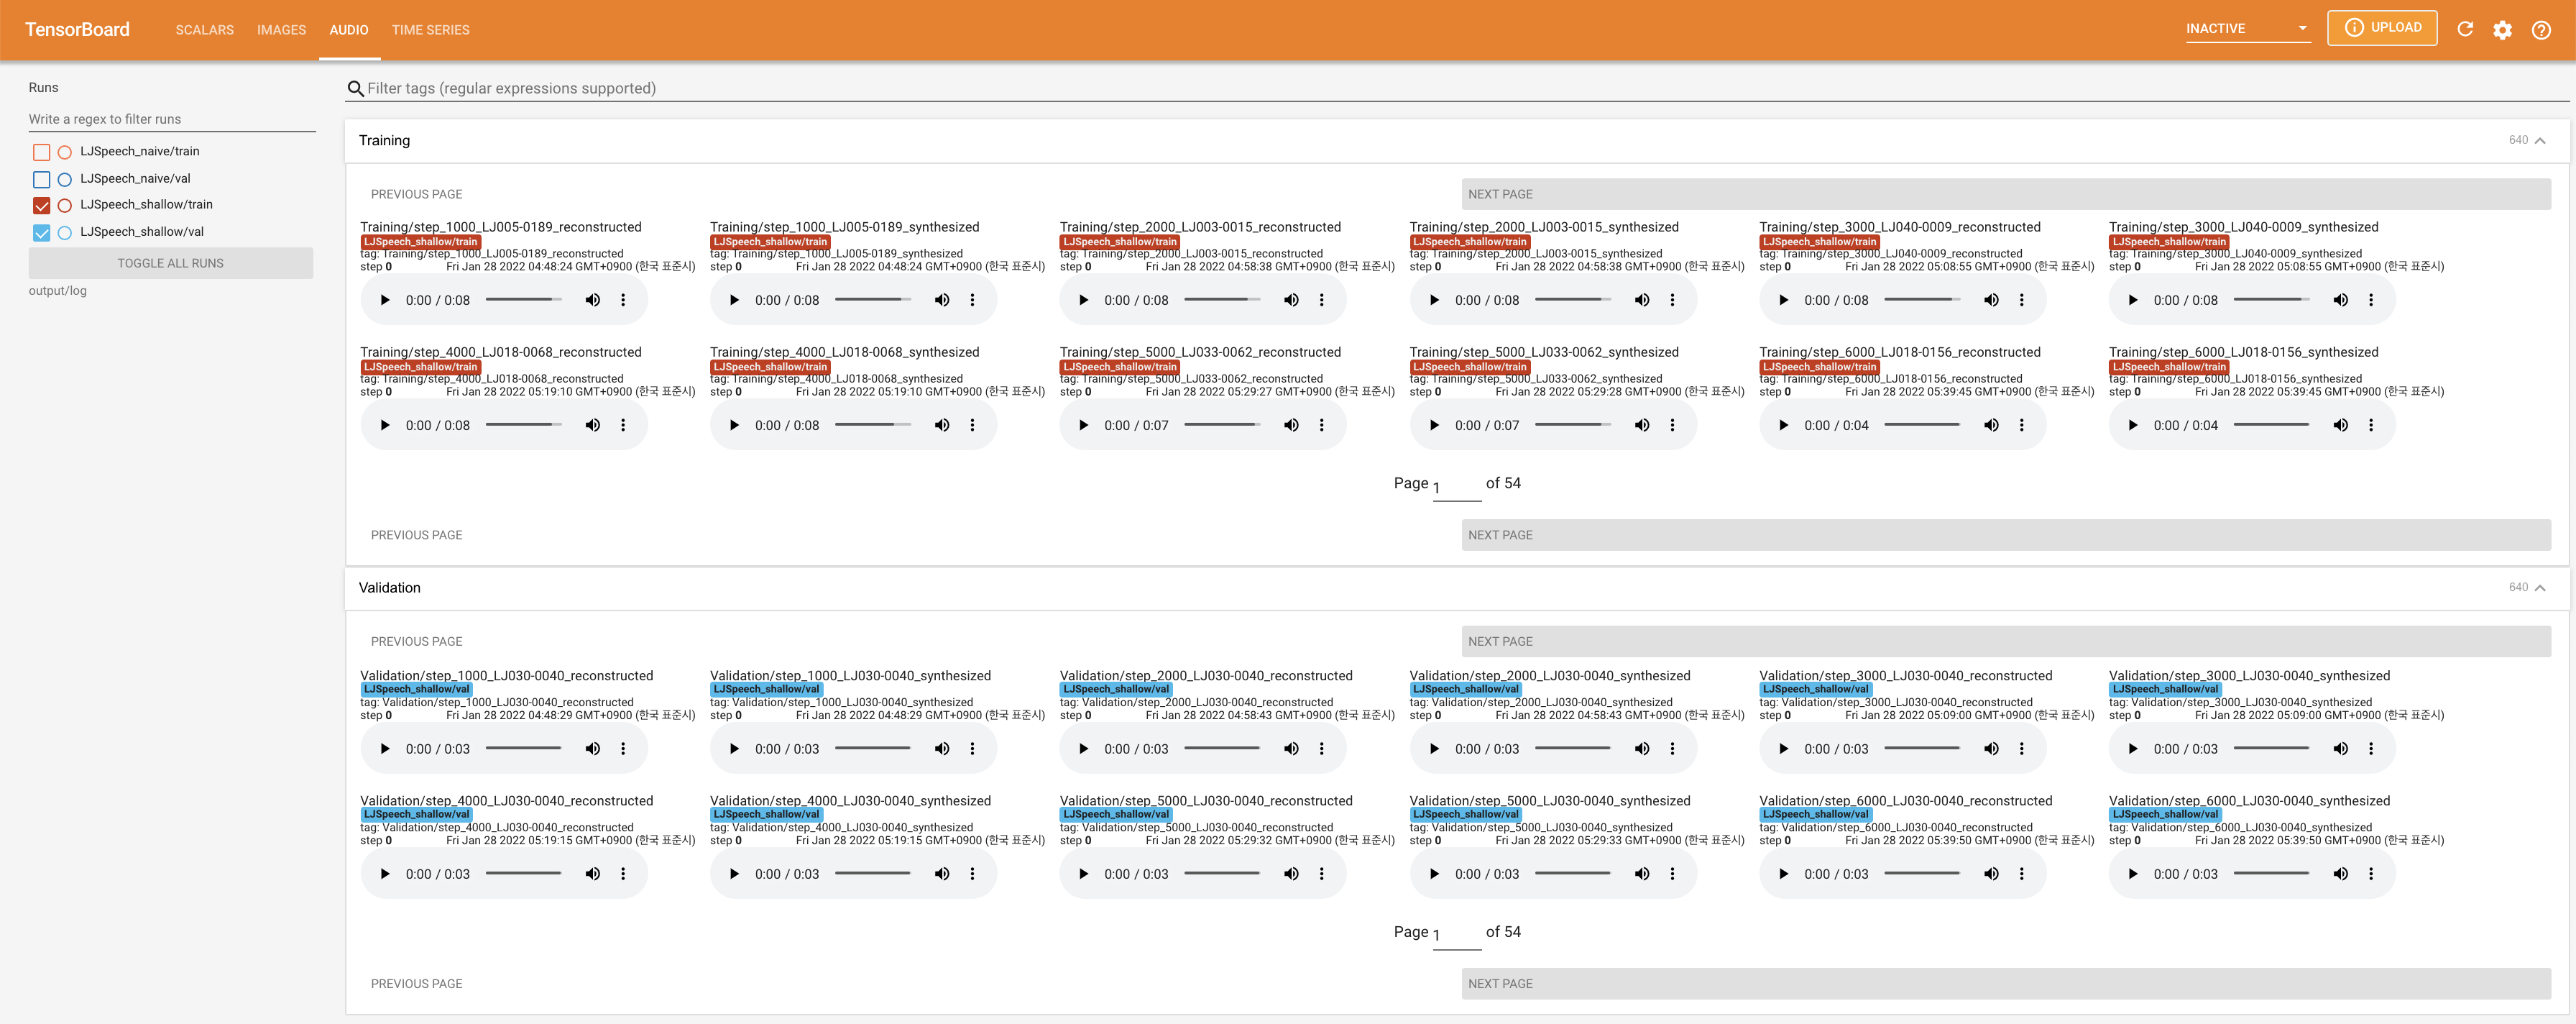 TensorBoard SCALARS IMAGES AUDIO TIME SERIES INACTIVE UPLOAD
Runs
Write a regex to filter runs
LJSpeech_naive/train
LJSpeech_naive/val
LJSpeech_shallow/train
LJSpeech_shallow/val
TOGGLE ALL RUNS
output/log
Filter tags (regular expressions supported)
Training 640
PREVIOUS PAGE NEXT PAGE
Training/step_1000_LJ005-0189_reconstructed
LJSpeech_shallow/train
tag: Training/step_1000_LJ005-0189_reconstructed
step 0 Fri Jan 28 2022 04:48:24 GMT+0900 (한국 표준시)
0:00 / 0:08
Training/step_1000_LJ005-0189_synthesized
LJSpeech_shallow/train
tag: Training/step_1000_LJ005-0189_synthesized
step 0 Fri Jan 28 2022 04:48:24 GMT+0900 (한국 표준시)
0:00 / 0:08
Training/step_2000_LJ003-0015_reconstructed
LJSpeech_shallow/train
tag: Training/step_2000_LJ003-0015_reconstructed
step 0 Fri Jan 28 2022 04:58:38 GMT+0900 (한국 표준시)
0:00 / 0:08
Training/step_2000_LJ003-0015_synthesized
LJSpeech_shallow/train
tag: Training/step_2000_LJ003-0015_synthesized
step 0 Fri Jan 28 2022 04:58:38 GMT+0900 (한국 표준시)
0:00 / 0:08
Training/step_3000_LJ040-0009_reconstructed
LJSpeech_shallow/train
tag: Training/step_3000_LJ040-0009_reconstructed
step 0 Fri Jan 28 2022 05:08:55 GMT+0900 (한국 표준시)
0:00 / 0:08
Training/step_3000_LJ040-0009_synthesized
LJSpeech_shallow/train
tag: Training/step_3000_LJ040-0009_synthesized
step 0 Fri Jan 28 2022 05:08:55 GMT+0900 (한국 표준시)
0:00 / 0:08
Training/step_4000_LJ018-0068_reconstructed
LJSpeech_shallow/train
tag: Training/step_4000_LJ018-0068_reconstructed
step 0 Fri Jan 28 2022 05:19:10 GMT+0900 (한국 표준시)
0:00 / 0:08
Training/step_4000_LJ018-0068_synthesized
LJSpeech_shallow/train
tag: Training/step_4000_LJ018-0068_synthesized
step 0 Fri Jan 28 2022 05:19:10 GMT+0900 (한국 표준시)
0:00 / 0:08
Training/step_5000_LJ033-0062_reconstructed
LJSpeech_shallow/train
tag: Training/step_5000_LJ033-0062_reconstructed
step 0 Fri Jan 28 2022 05:29:27 GMT+0900 (한국 표준시)
0:00 / 0:07
Training/step_5000_LJ033-0062_synthesized
LJSpeech_shallow/train
tag: Training/step_5000_LJ033-0062_synthesized
step 0 Fri Jan 28 2022 05:29:28 GMT+0900 (한국 표준시)
0:00 / 0:07
Training/step_6000_LJ018-0156_reconstructed
LJSpeech_shallow/train
tag: Training/step_6000_LJ018-0156_reconstructed
step 0 Fri Jan 28 2022 05:39:45 GMT+0900 (한국 표준시)
0:00 / 0:04
Training/step_6000_LJ018-0156_synthesized
LJSpeech_shallow/train
tag: Training/step_6000_LJ018-0156_synthesized
step 0 Fri Jan 28 2022 05:39:45 GMT+0900 (한국 표준시)
0:00 / 0:04
Page 1 of 54
PREVIOUS PAGE NEXT PAGE
Validation 640
PREVIOUS PAGE NEXT PAGE
Validation/step_1000_LJ030-0040_reconstructed
LJSpeech_shallow/val
tag: Validation/step_1000_LJ030-0040_reconstructed
step 0 Fri Jan 28 2022 04:48:29 GMT+0900 (한국 표준시)
0:00 / 0:03
Validation/step_1000_LJ030-0040_synthesized
LJSpeech_shallow/val
tag: Validation/step_1000_LJ030-0040_synthesized
step 0 Fri Jan 28 2022 04:48:29 GMT+0900 (한국 표준시)
0:00 / 0:03
Validation/step_2000_LJ030-0040_reconstructed
LJSpeech_shallow/val
tag: Validation/step_2000_LJ030-0040_reconstructed
step 0 Fri Jan 28 2022 04:58:43 GMT+0900 (한국 표준시)
0:00 / 0:03
Validation/step_2000_LJ030-0040_synthesized
LJSpeech_shallow/val
tag: Validation/step_2000_LJ030-0040_synthesized
step 0 Fri Jan 28 2022 04:58:43 GMT+0900 (한국 표준시)
0:00 / 0:03
Validation/step_3000_LJ030-0040_reconstructed
LJSpeech_shallow/val
tag: Validation/step_3000_LJ030-0040_reconstructed
step 0 Fri Jan 28 2022 05:09:00 GMT+0900 (한국 표준시)
0:00 / 0:03
Validation/step_3000_LJ030-0040_synthesized
LJSpeech_shallow/val
tag: Validation/step_3000_LJ030-0040_synthesized
step 0 Fri Jan 28 2022 05:09:00 GMT+0900 (한국 표준시)
0:00 / 0:03
Validation/step_4000_LJ030-0040_reconstructed
LJSpeech_shallow/val
tag: Validation/step_4000_LJ030-0040_reconstructed
step 0 Fri Jan 28 2022 05:19:15 GMT+0900 (한국 표준시)
0:00 / 0:03
Validation/step_4000_LJ030-0040_synthesized
LJSpeech_shallow/val
tag: Validation/step_4000_LJ030-0040_synthesized
step 0 Fri Jan 28 2022 05:19:15 GMT+0900 (한국 표준시)
0:00 / 0:03
Validation/step_5000_LJ030-0040_reconstructed
LJSpeech_shallow/val
tag: Validation/step_5000_LJ030-0040_reconstructed
step 0 Fri Jan 28 2022 05:29:32 GMT+0900 (한국 표준시)
0:00 / 0:03
Validation/step_5000_LJ030-0040_synthesized
LJSpeech_shallow/val
tag: Validation/step_5000_LJ030-0040_synthesized
step 0 Fri Jan 28 2022 05:29:33 GMT+0900 (한국 표준시)
0:00 / 0:03
Validation/step_6000_LJ030-0040_reconstructed
LJSpeech_shallow/val
tag: Validation/step_6000_LJ030-0040_reconstructed
step 0 Fri Jan 28 2022 05:39:50 GMT+0900 (한국 표준시)
0:00 / 0:03
Validation/step_6000_LJ030-0040_synthesized
LJSpeech_shallow/val
tag: Validation/step_6000_LJ030-0040_synthesized
step 0 Fri Jan 28 2022 05:39:50 GMT+0900 (한국 표준시)
0:00 / 0:03
Page 1 of 54
PREVIOUS PAGE NEXT PAGE